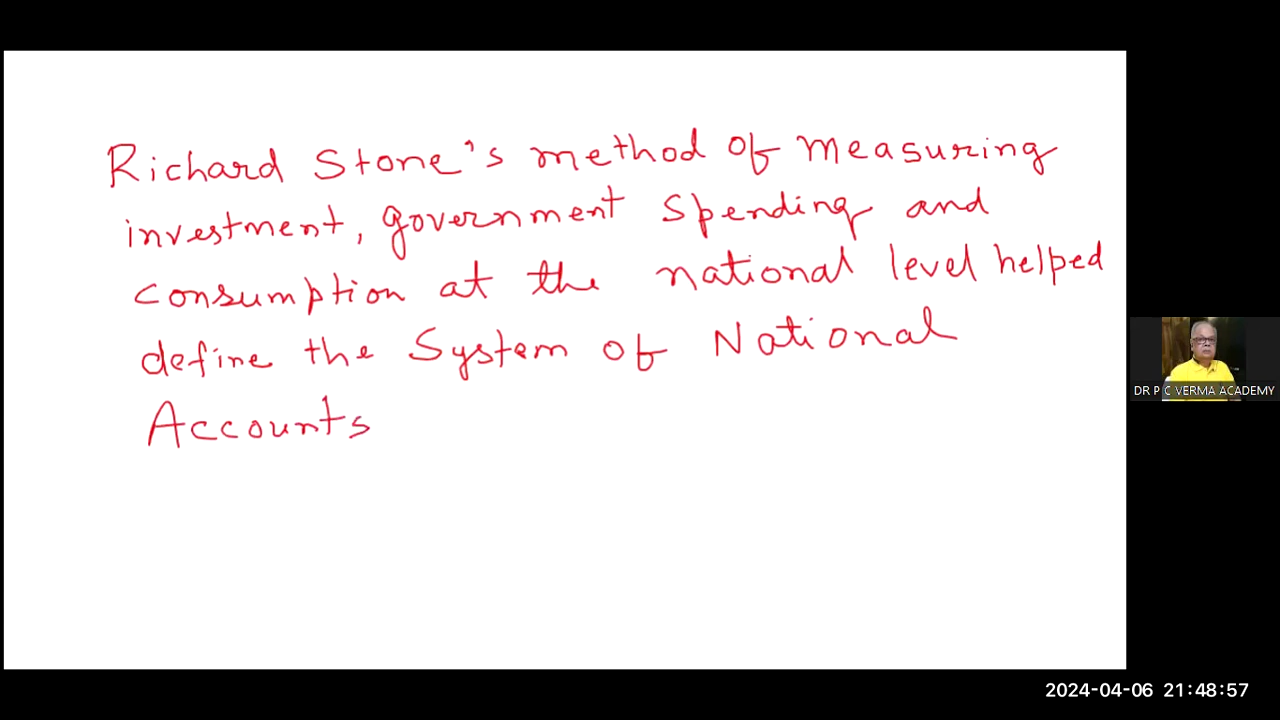 Richard Stone's method of measuring
investment, government spending and
consumption at the national level helped
define the System of National
Accounts
DR P C VERMA ACADEMY
2024-04-06 21:48:57